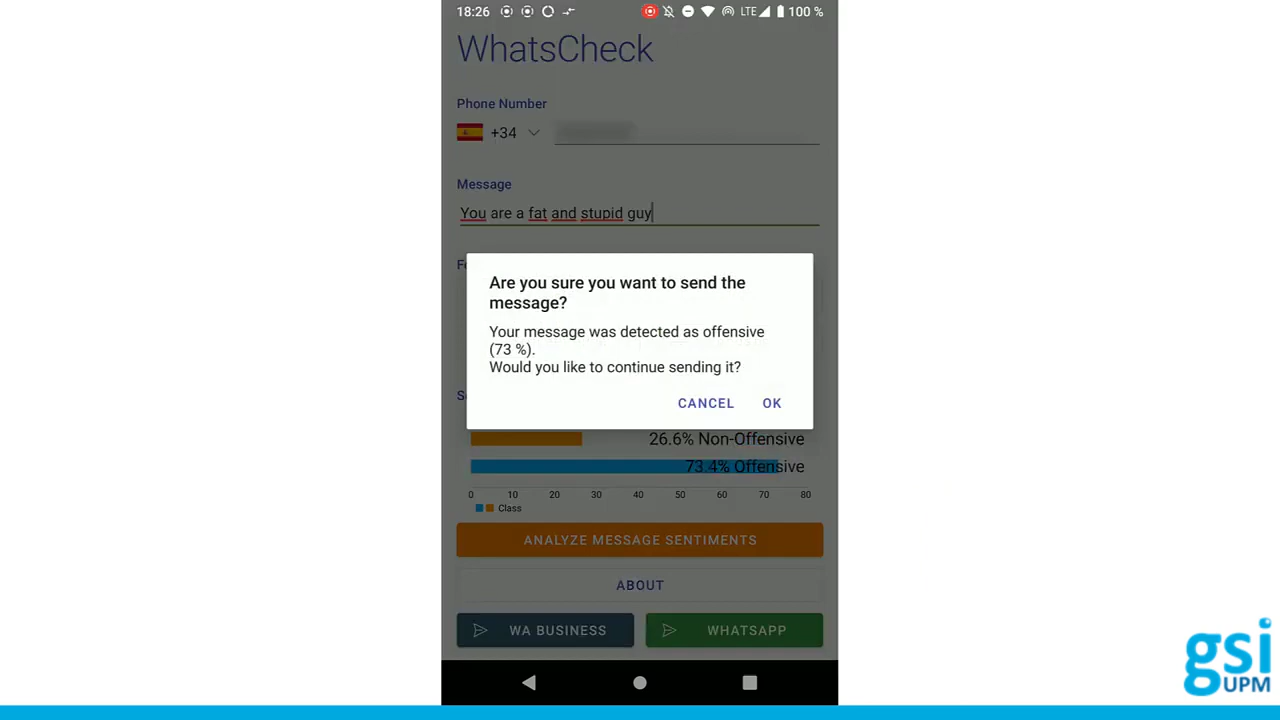 18:26 LTE 100 %
WhatsCheck
Phone Number
+34
Message
You are a fat and stupid guy
Are you sure you want to send the
message?
Your message was detected as offensive
(73 %).
Would you like to continue sending it?
CANCEL OK
26.6% Non-Offensive
73.4% Offensive
0 10 20 30 40 50 60 70 80
Class
ANALYZE MESSAGE SENTIMENTS
ABOUT
WA BUSINESS WHATSAPP
gsi
UPM